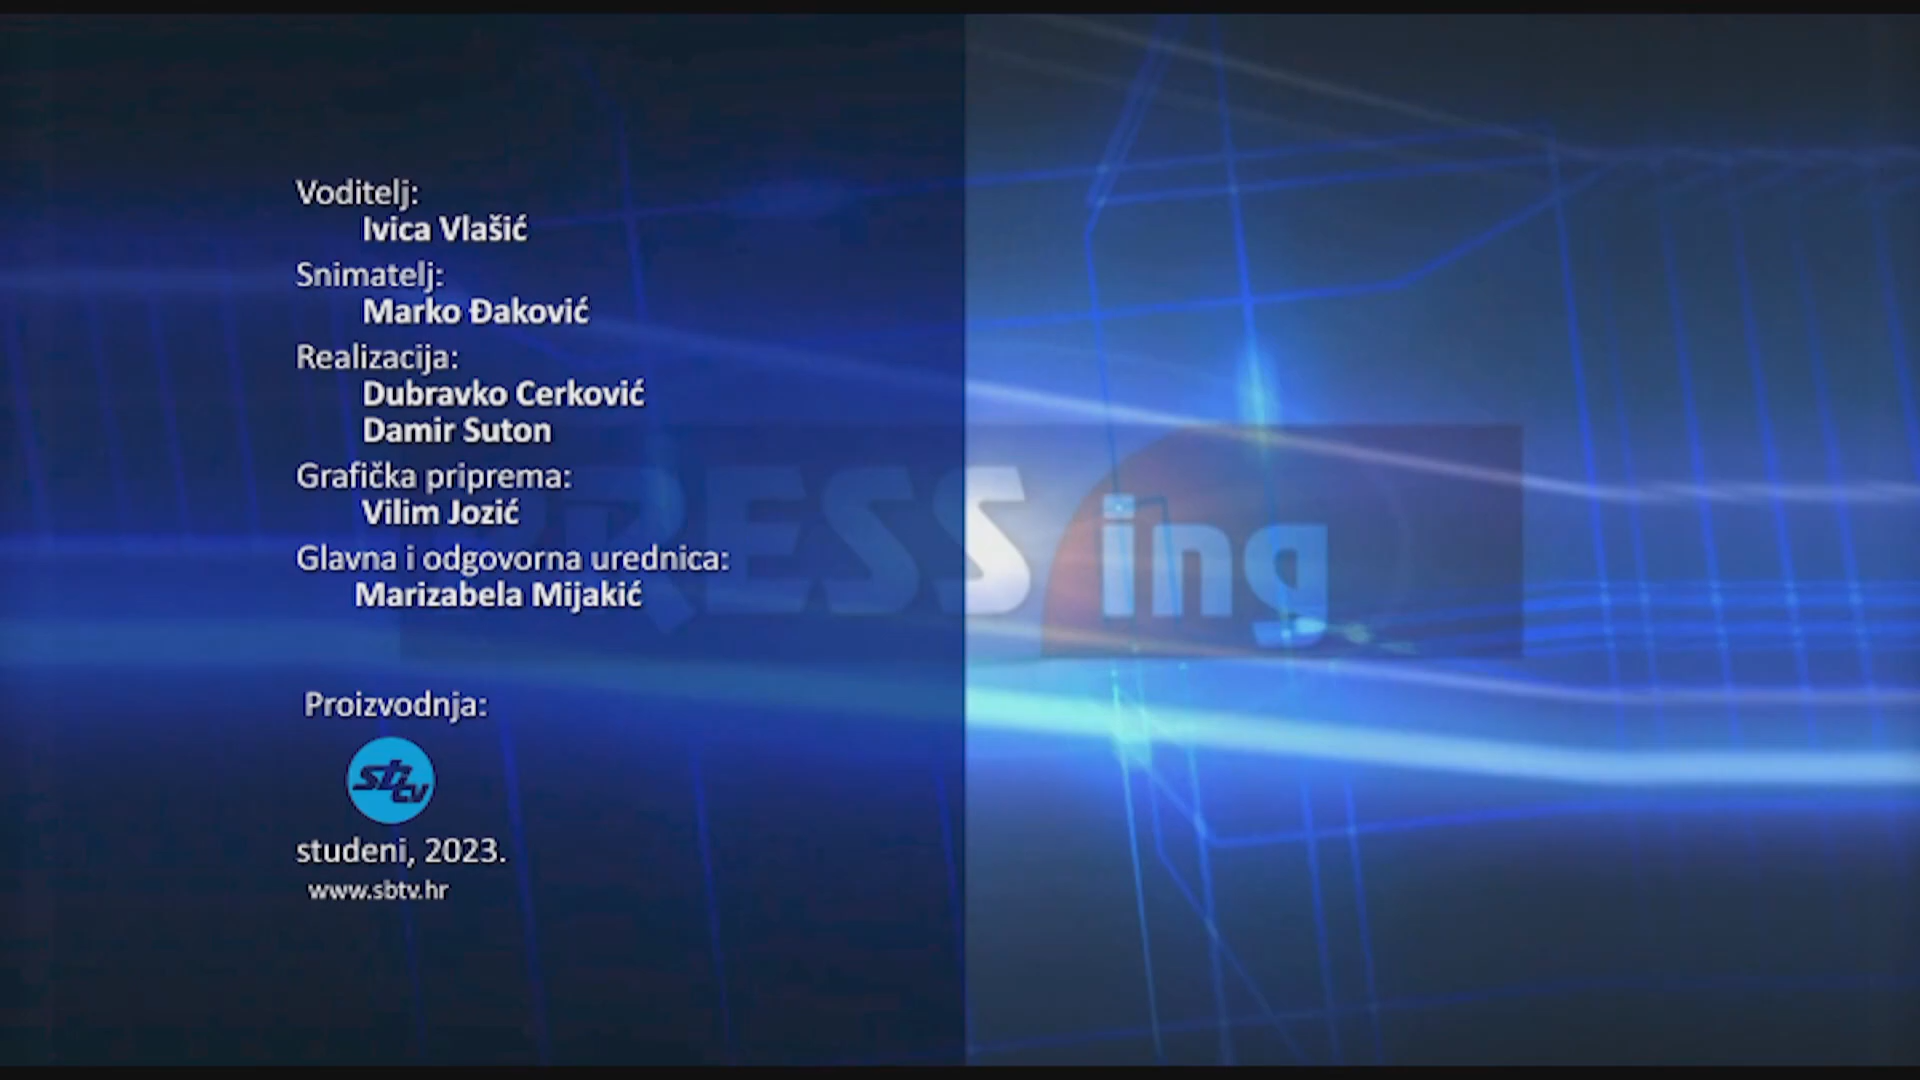 Voditelj:
Ivica Vlašić
Snimatelj:
Marko Đaković
Realizacija:
Dubravko Cerković
Damir Suton
Grafička priprema:
Vilim Jozić
Glavna i odgovorna urednica:
Marizabela Mijakić
PRESSing
Proizvodnja:
sbtv
studeni, 2023.
www.sbtv.hr